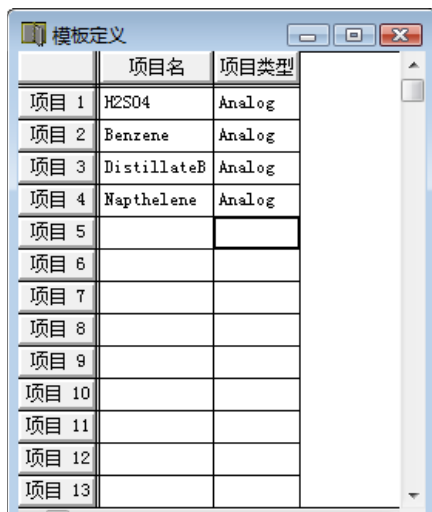 模板定义
项目名 项目类型
项目 1 H2SO4 Analog
项目 2 Benzene Analog
项目 3 DistillateB Analog
项目 4 Napthelene Analog
项目 5
项目 6
项目 7
项目 8
项目 9
项目 10
项目 11
项目 12
项目 13